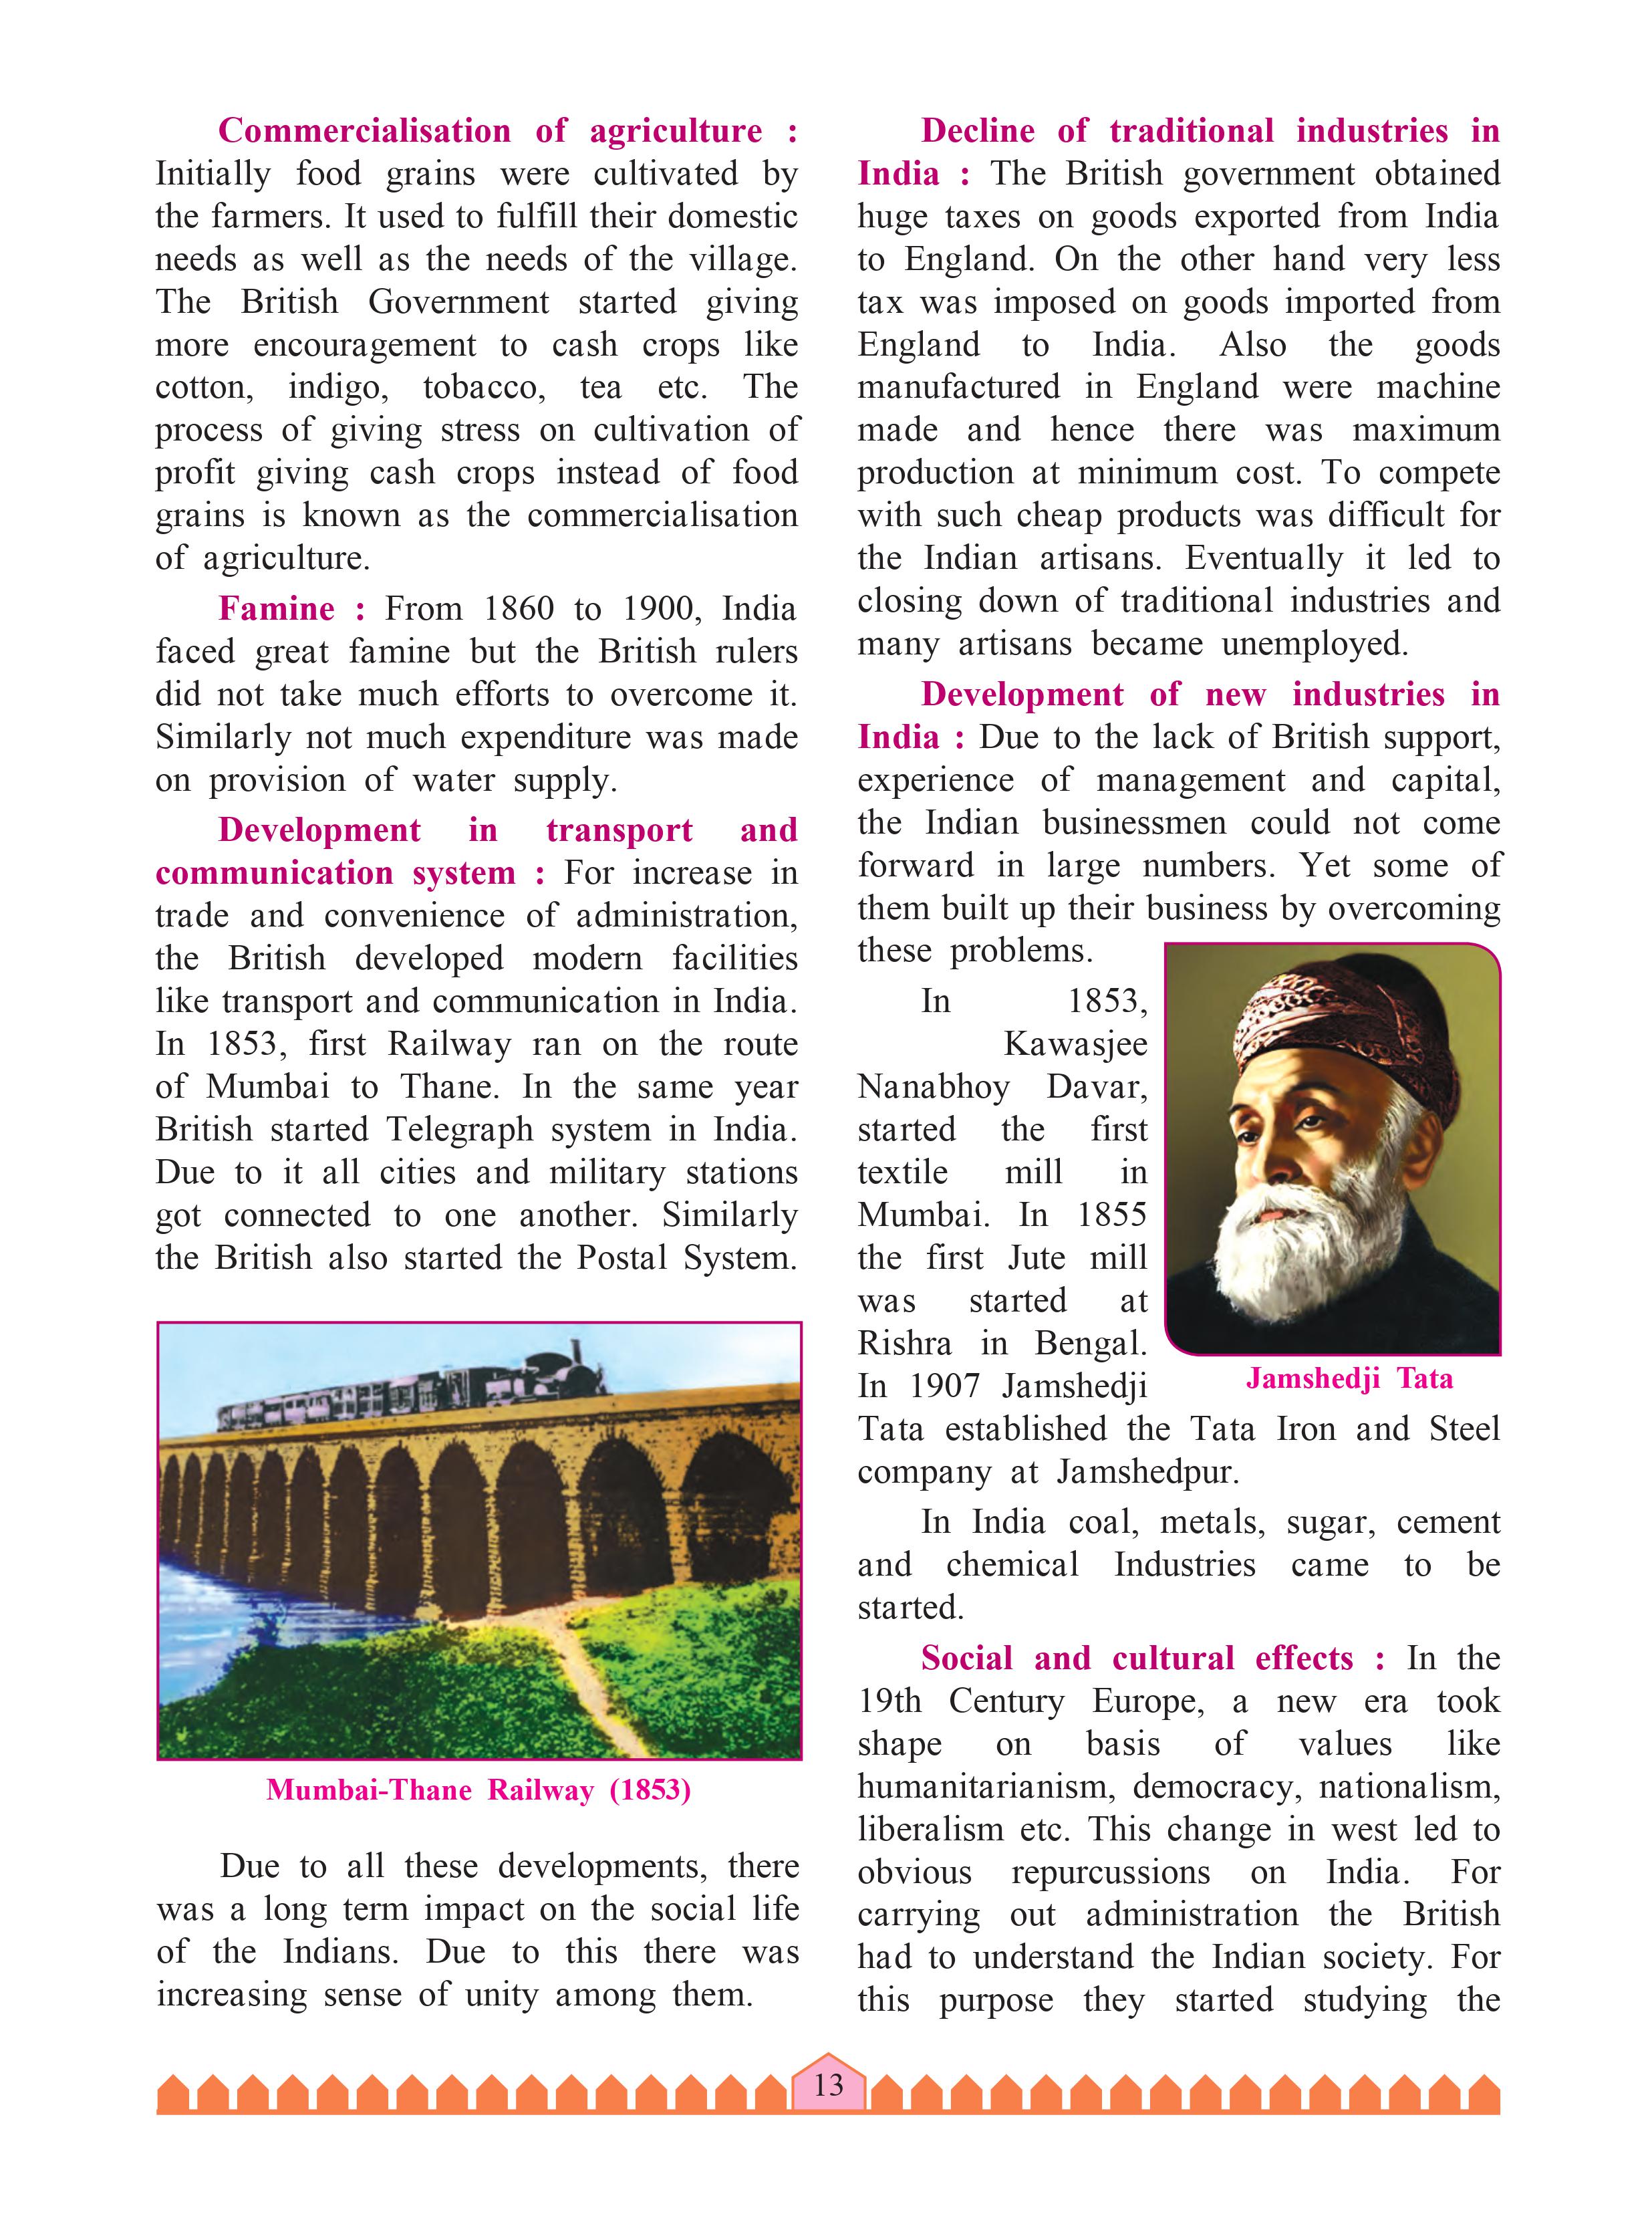 Commercialisation of agriculture :
Initially food grains were cultivated by
the farmers. It used to fulfill their domestic
needs as well as the needs of the village.
The British Government started giving
more encouragement to cash crops like
cotton, indigo, tobacco, tea etc. The
process of giving stress on cultivation of
profit giving cash crops instead of food
grains is known as the commercialisation
of agriculture.
Famine : From 1860 to 1900, India
faced great famine but the British rulers
did not take much efforts to overcome it.
Similarly not much expenditure was made
on provision of water supply.
Development in transport and
communication system : For increase in
trade and convenience of administration,
the British developed modern facilities
like transport and communication in India.
In 1853, first Railway ran on the route
of Mumbai to Thane. In the same year
British started Telegraph system in India.
Due to it all cities and military stations
got connected to one another. Similarly
the British also started the Postal System.
Mumbai-Thane Railway (1853)
Due to all these developments, there
was a long term impact on the social life
of the Indians. Due to this there was
increasing sense of unity among them.
Decline of traditional industries in
India : The British government obtained
huge taxes on goods exported from India
to England. On the other hand very less
tax was imposed on goods imported from
England to India. Also the goods
manufactured in England were machine
made and hence there was maximum
production at minimum cost. To compete
with such cheap products was difficult for
the Indian artisans. Eventually it led to
closing down of traditional industries and
many artisans became unemployed.
Development of new industries in
India : Due to the lack of British support,
experience of management and capital,
the Indian businessmen could not come
forward in large numbers. Yet some of
them built up their business by overcoming
these problems.
In 1853,
Kawasjee
Nanabhoy Davar,
started the first
textile mill in
Mumbai. In 1855
the first Jute mill
was started at
Rishra in Bengal.
In 1907 Jamshedji
Jamshedji Tata
Tata established the Tata Iron and Steel
company at Jamshedpur.
In India coal, metals, sugar, cement
and chemical Industries came to be
started.
Social and cultural effects : In the
19th Century Europe, a new era took
shape on basis of values like
humanitarianism, democracy, nationalism,
liberalism etc. This change in west led to
obvious repurcussions on India. For
carrying out administration the British
had to understand the Indian society. For
this purpose they started studying the
13